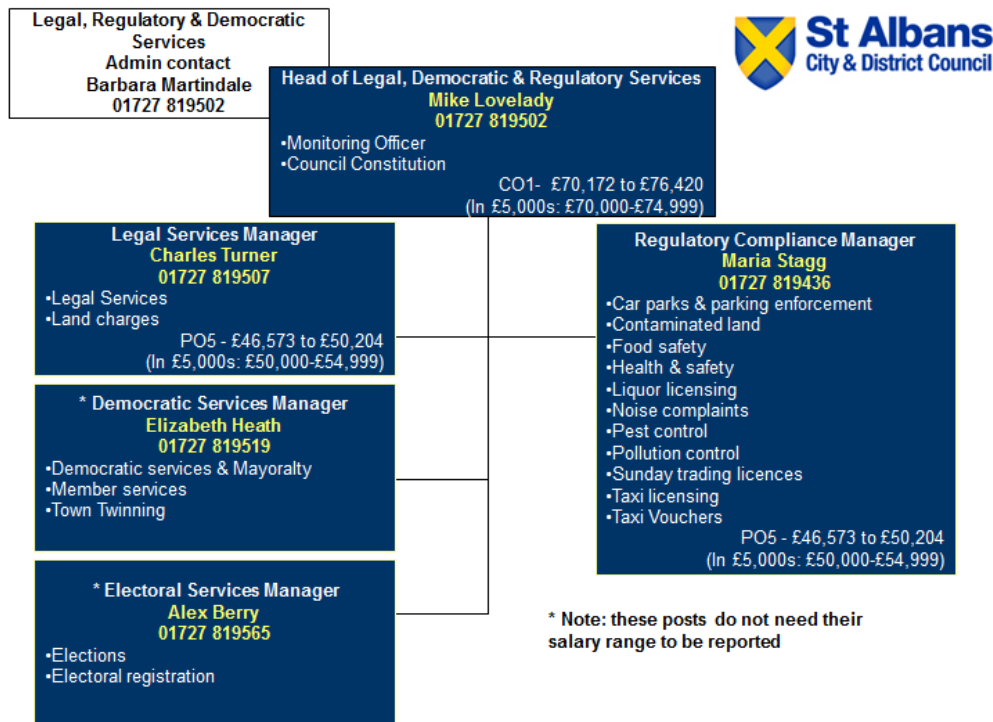 Legal, Regulatory & Democratic
Services
Admin contact
Barbara Martindale
01727 819502
St Albans
City & District Council
Head of Legal, Democratic & Regulatory Services
Mike Lovelady
01727 819502
•Monitoring Officer
•Council Constitution
CO1- £70,172 to £76,420
(In £5,000s: £70,000-£74,999)
Legal Services Manager
Charles Turner
01727 819507
•Legal Services
•Land charges
PO5 - £46,573 to £50,204
(In £5,000s: £50,000-£54,999)
* Democratic Services Manager
Elizabeth Heath
01727 819519
•Democratic services & Mayoralty
•Member services
•Town Twinning
* Electoral Services Manager
Alex Berry
01727 819565
•Elections
•Electoral registration
Regulatory Compliance Manager
Maria Stagg
01727 819436
•Car parks & parking enforcement
•Contaminated land
•Food safety
•Health & safety
•Liquor licensing
•Noise complaints
•Pest control
•Pollution control
•Sunday trading licences
•Taxi licensing
•Taxi Vouchers
PO5 - £46,573 to £50,204
(In £5,000s: £50,000-£54,999)
* Note: these posts do not need their
salary range to be reported